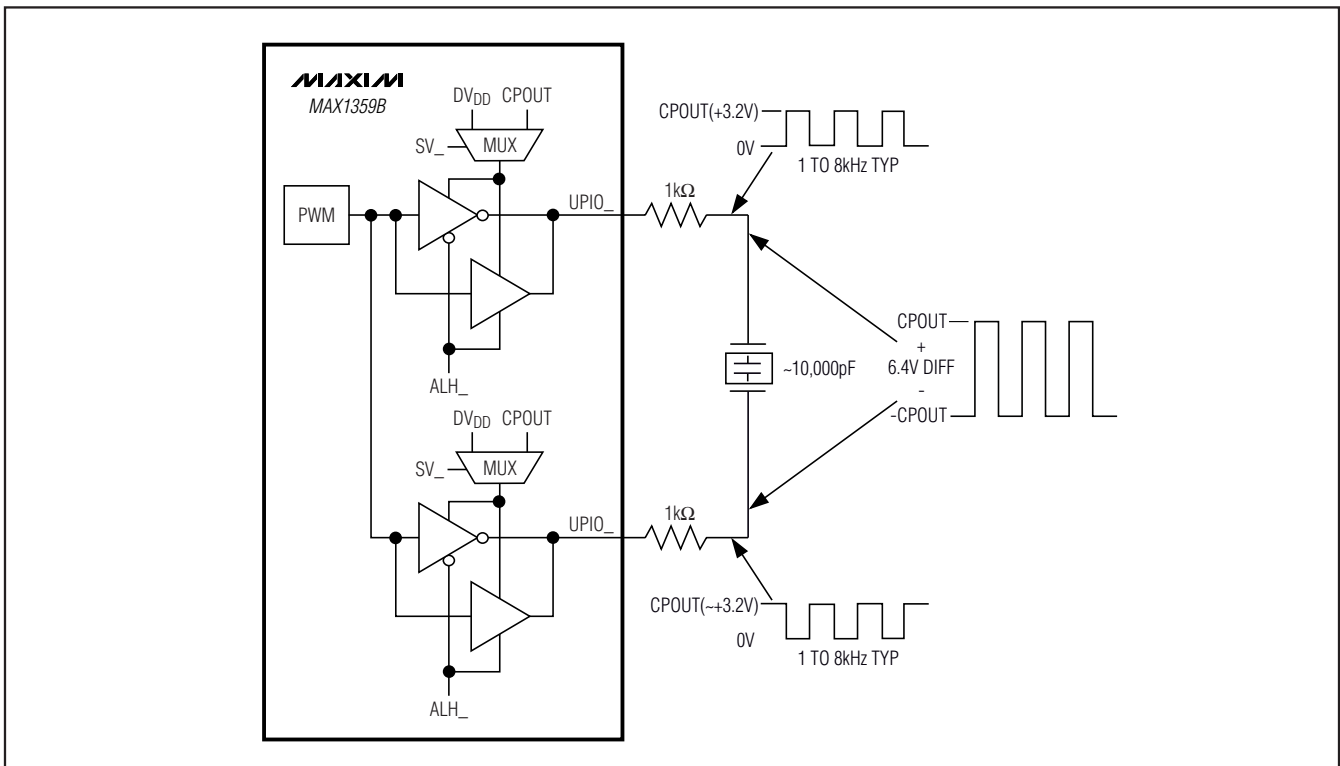 MAXIM
MAX1359B
DVDD CPOUT
SV_
MUX
PWM
UPIO_
ALH_
1kΩ
CPOUT(+3.2V)
0V
1 TO 8kHz TYP
~10,000pF
CPOUT
+
6.4V DIFF
-
-CPOUT
DVDD CPOUT
SV_
MUX
UPIO_
ALH_
1kΩ
CPOUT(~+3.2V)
0V
1 TO 8kHz TYP